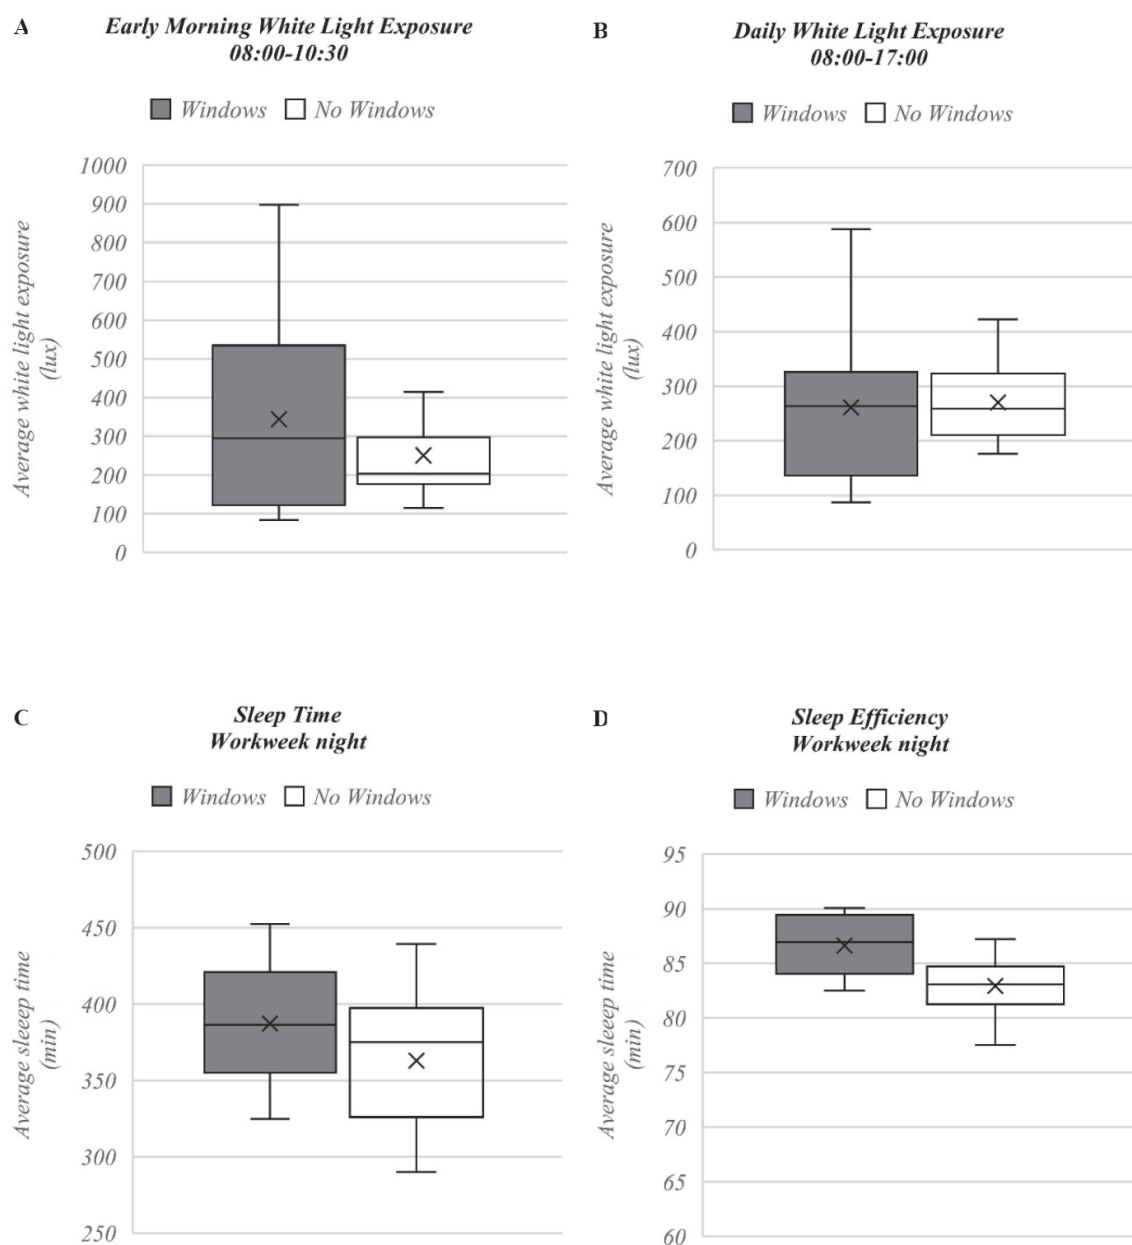 A
Early Morning White Light Exposure
08:00-10:30
Windows No Windows
1000
900
800
700
600
500
400
300
200
100
0
Average white light exposure
(lux)
B
Daily White Light Exposure
08:00-17:00
Windows No Windows
700
600
500
400
300
200
100
0
Average white light exposure
(lux)
C
Sleep Time
Workweek night
Windows No Windows
500
450
400
350
300
250
Average sleeep time
(min)
D
Sleep Efficiency
Workweek night
Windows No Windows
95
90
85
80
75
70
65
60
Average sleeep time
(min)